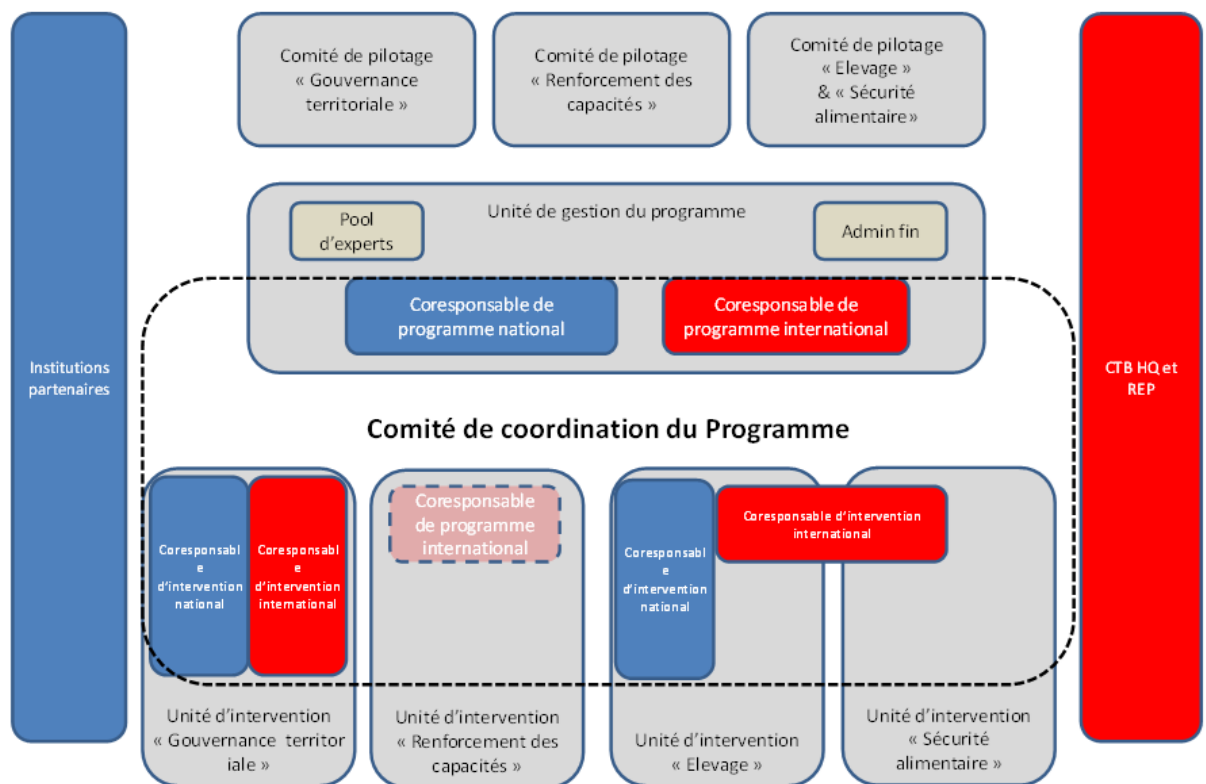 Comité de pilotage
« Gouvernance
territoriale »
Comité de pilotage
« Renforcement des
capacités »
Comité de pilotage
« Elevage »
& « Sécurité
alimentaire»
Institutions
partenaires
CTB HQ et
REP
Unité de gestion du programme
Pool
d'experts
Admin fin
Coresponsable de
programme national
Coresponsable de
programme international
Comité de coordination du Programme
Coresponsabl
e
d'intervention
national
Coresponsabl
e
d'intervention
international
Coresponsable
de programme
international
Coresponsabl
e
d'intervention
national
Coresponsable d'intervention
international
Unité d'intervention
« Gouvernance territor
iale »
Unité d'intervention
« Renforcement des
capacités »
Unité d'intervention
« Elevage »
Unité d'intervention
« Sécurité
alimentaire »